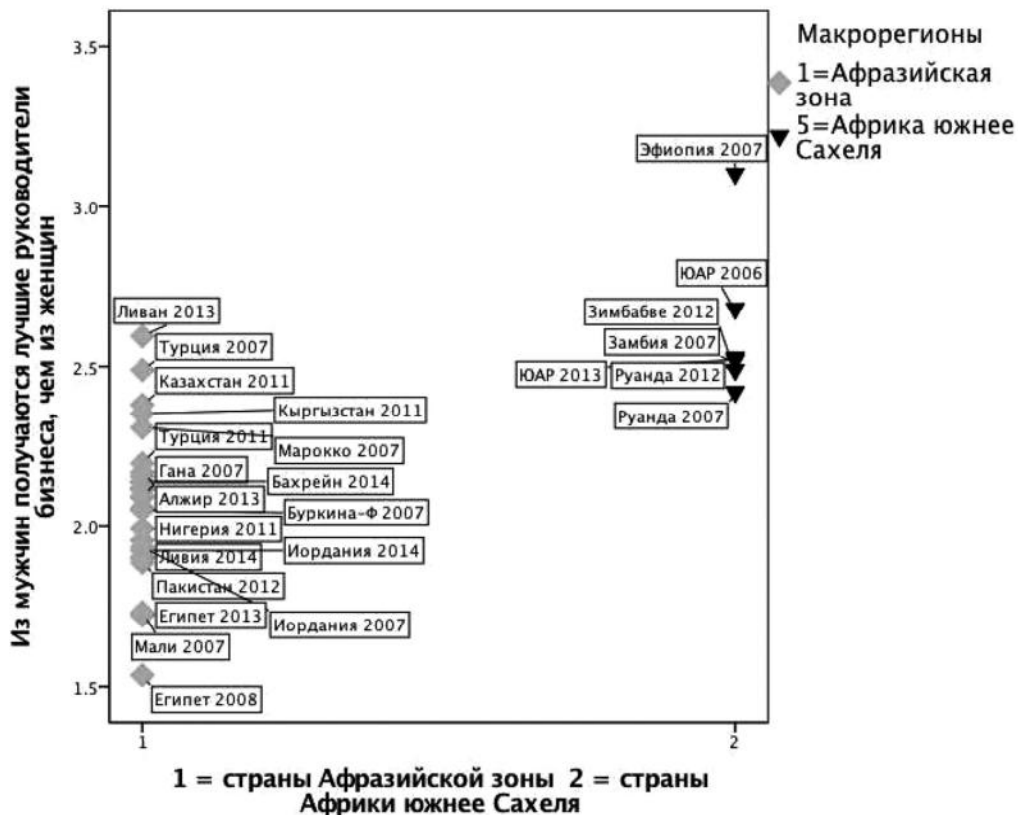 Из мужчин получаются лучшие руководители
бизнеса, чем из женщин
3.5
3.0
2.5
2.0
1.5
Эфиопия 2007
ЮАР 2006
Зимбабве 2012
Замбия 2007
ЮАР 2013
Руанда 2012
Руанда 2007
Ливан 2013
Турция 2007
Казахстан 2011
Кыргызстан 2011
Турция 2011
Марокко 2007
Гана 2007
Бахрейн 2014
Алжир 2013
Буркина-Ф 2007
Нигерия 2011
Иордания 2014
Ливия 2014
Пакистан 2012
Египет 2013
Иордания 2007
Мали 2007
Египет 2008
1
2
1 = страны Афразийской зоны 2 = страны
Африки южнее Сахеля
Макрорегионы
1=Афразийская
зона
5=Африка южнее
Сахеля